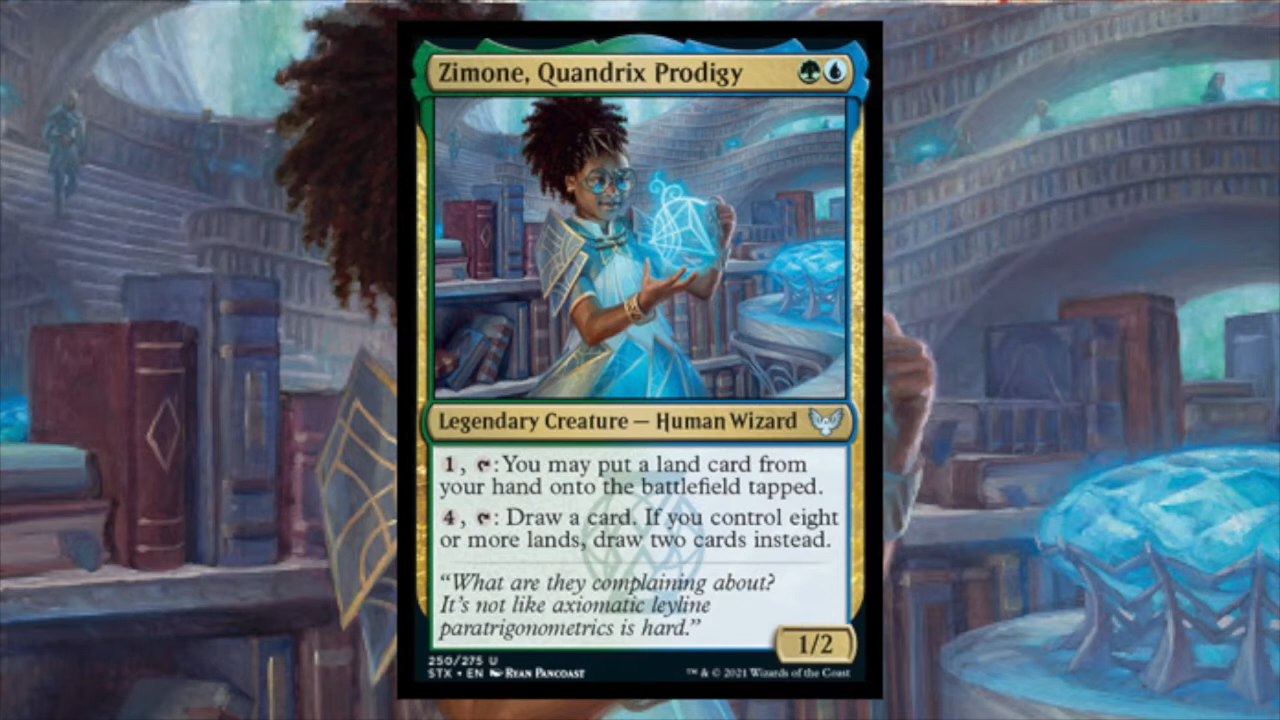 Zimone, Quandrix Prodigy
Legendary Creature — Human Wizard
1, : You may put a land card from
your hand onto the battlefield tapped.
4, : Draw a card. If you control eight
or more lands, draw two cards instead.
“What are they complaining about?
It’s not like axiomatic leyline
paratrigonometrics is hard.”
1/2
250/275 U
STX • EN RYAN PANCOAST
™ & © 2021 Wizards of the Coast